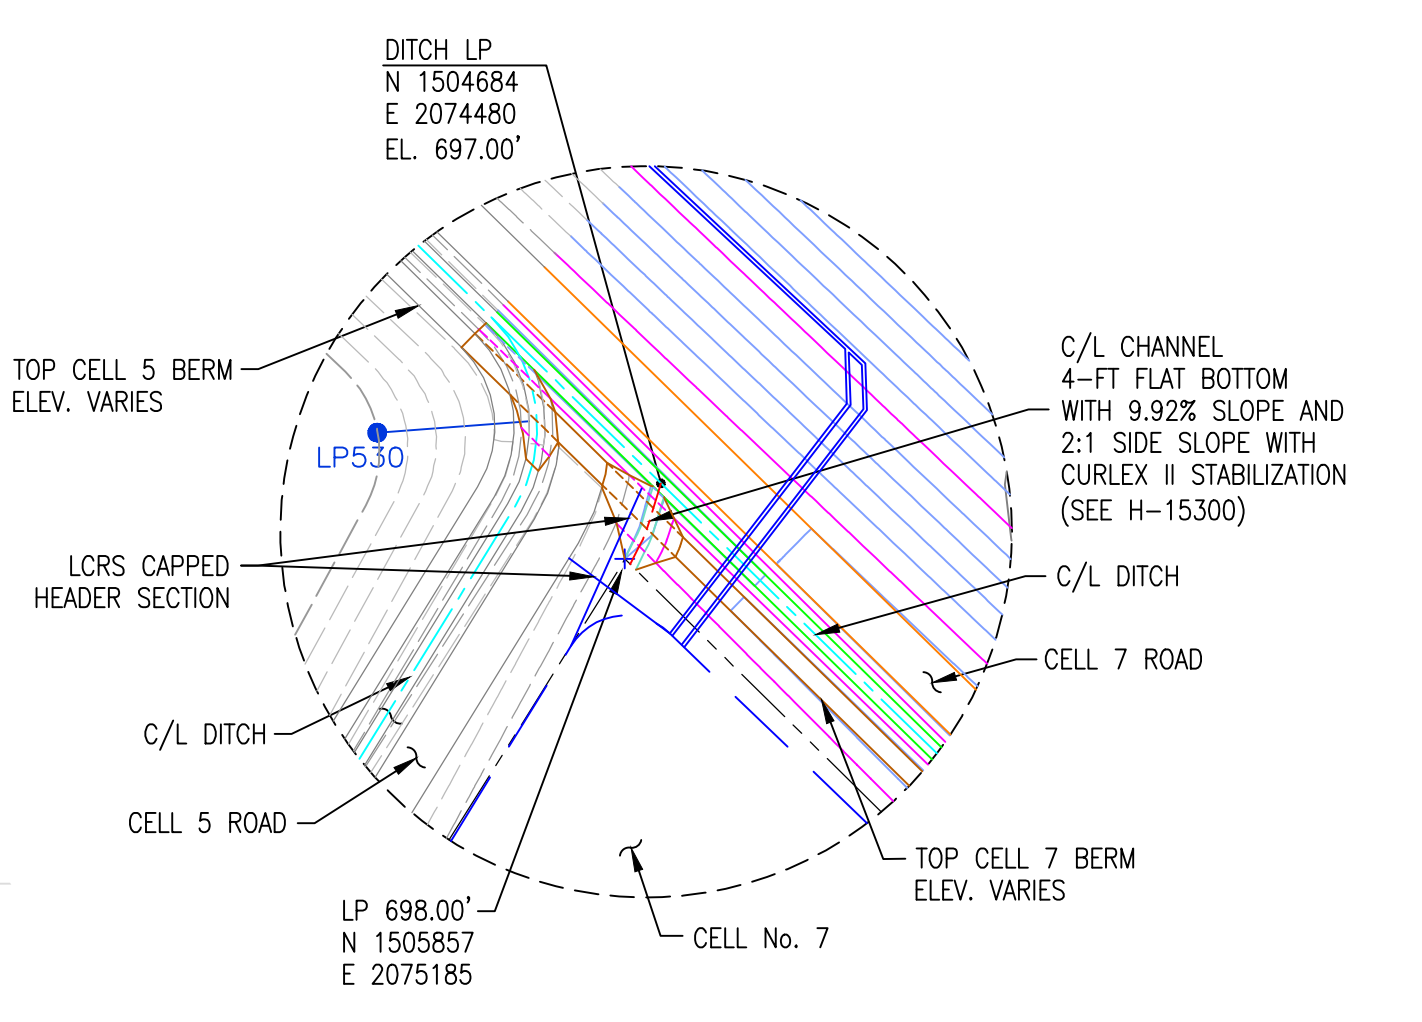 DITCH LP
N 1504684
E 2074480
EL. 697.00'
TOP CELL 5 BERM
ELEV. VARIES
LP530
C/L CHANNEL
4-FT FLAT BOTTOM
WITH 9.92% SLOPE AND
2:1 SIDE SLOPE WITH
CURLEX II STABILIZATION
(SEE H-15300)
LCRS CAPPED
HEADER SECTION
C/L DITCH
CELL 7 ROAD
C/L DITCH
CELL 5 ROAD
TOP CELL 7 BERM
ELEV. VARIES
LP 698.00'
N 1505857
E 2075185
CELL No. 7